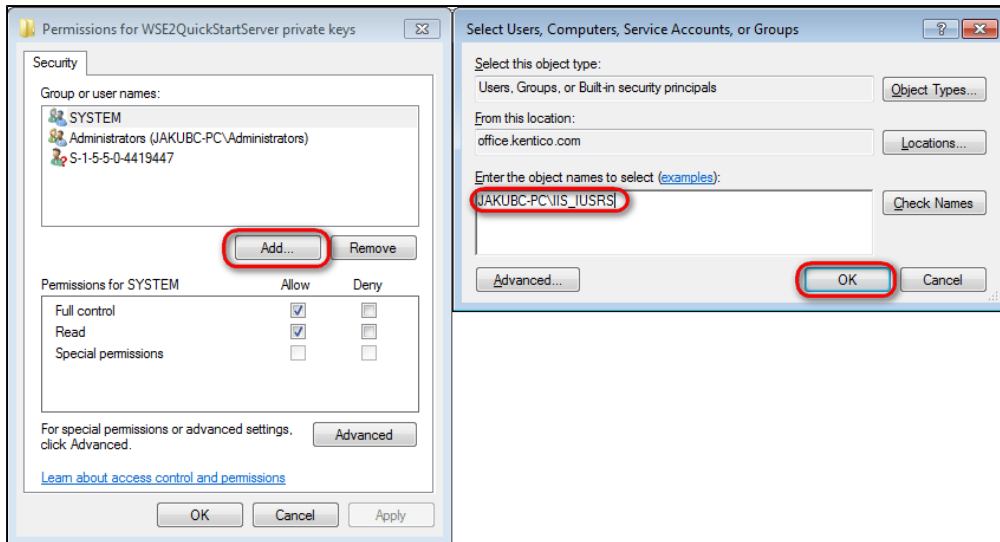 Permissions for WSE2QuickStartServer private keys
Security
Group or user names:
SYSTEM
Administrators (JAKUBC-PC\Administrators)
S-1-5-5-0-4419447
Add...
Remove
Permissions for SYSTEM
Allow
Deny
Full control
Read
Special permissions
For special permissions or advanced settings,
click Advanced.
Advanced
Learn about access control and permissions
OK
Cancel
Apply
Select Users, Computers, Service Accounts, or Groups
Select this object type:
Users, Groups, or Built-in security principals
Object Types...
From this location:
office.kentico.com
Locations...
Enter the object names to select (examples):
JAKUBC-PC\IIS_IUSRS
Check Names
Advanced...
OK
Cancel